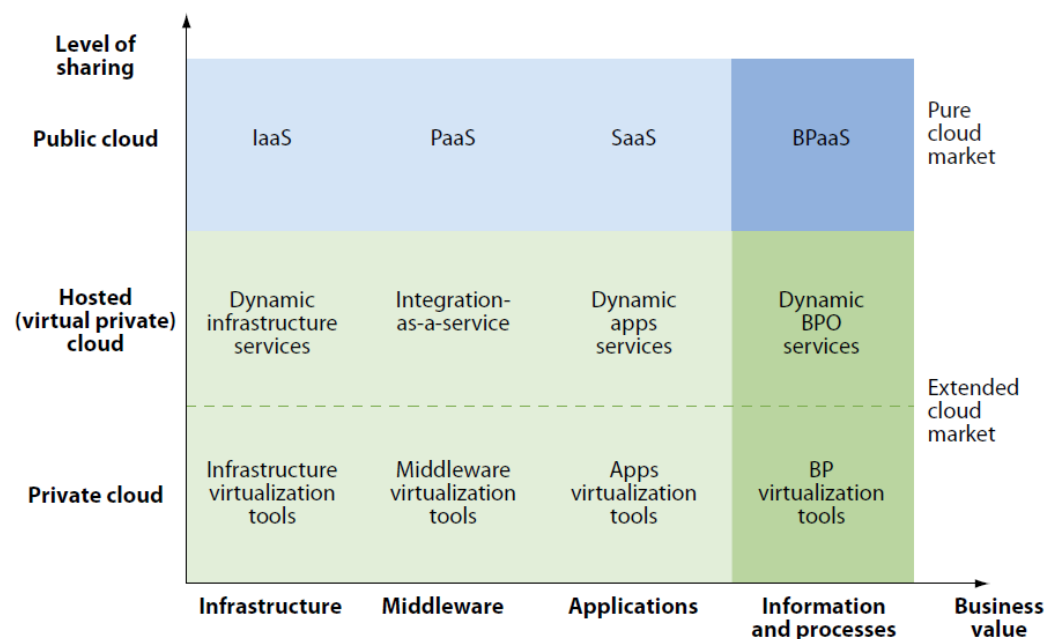 Level of
sharing
Public cloud
IaaS
PaaS
SaaS
BPaaS
Pure
cloud
market
Hosted
(virtual private)
cloud
Dynamic
infrastructure
services
Integration-
as-a-service
Dynamic
apps
services
Dynamic
BPO
services
Extended
cloud
market
Private cloud
Infrastructure
virtualization
tools
Middleware
virtualization
tools
Apps
virtualization
tools
BP
virtualization
tools
Infrastructure
Middleware
Applications
Information
and processes
Business
value